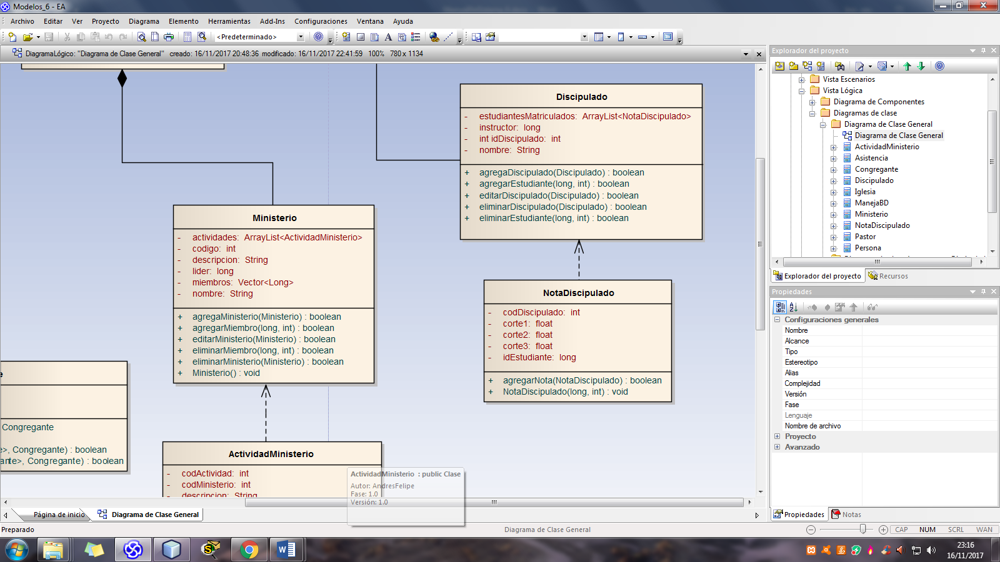 Modelos_6 - EA
Archivo Editar Ver Proyecto Diagrama Elemento Herramientas Add-Ins Configuraciones Ventana Ayuda
<Predeterminado>
DiagramaLógico: "Diagrama de Clase General" creado: 16/11/2017 20:48:36 modificado: 16/11/2017 22:41:59 100% 780 x 1134
Discipulado
- estudiantesMatriculados: ArrayList<NotaDiscipulado>
- instructor: long
- int idDiscipulado: int
- nombre: String
+ agregaDiscipulado(Discipulado) : boolean
+ agregarEstudiante(long, int) : boolean
+ editarDiscipulado(Discipulado) : boolean
+ eliminarDiscipulado(Discipulado) : boolean
+ eliminarEstudiante(long, int) : boolean
Ministerio
- actividades: ArrayList<ActividadMinisterio>
- codigo: int
- descripcion: String
- lider: long
- miembros: Vector<Long>
- nombre: String
+ agregaMinisterio(Ministerio) : boolean
+ agregarMiembro(long, int) : boolean
+ editarMinisterio(Ministerio) : boolean
+ eliminarMiembro(long, int) : boolean
+ eliminarMinisterio(Ministerio) : boolean
+ Ministerio() : void
NotaDiscipulado
- codDiscipulado: int
- corte1: float
- corte2: float
- corte3: float
- idEstudiante: long
+ agregarNota(NotaDiscipulado) : boolean
+ NotaDiscipulado(long, int) : void
e
Congregante
e>, Congregante) : boolean
ante>, Congregante) : boolean
ActividadMinisterio
- codActividad: int
- codMinisterio: int
- descripcion: String
ActividadMinisterio : public Clase
Autor: AndresFelipe
Fase: 1.0
Versión: 1.0
Página de inicio Diagrama de Clase General
Explorador del proyecto
Vista Escenarios
Vista Lógica
Diagrama de Componentes
Diagramas de clase
Diagrama de Clase General
Diagrama de Clase General
ActividadMinisterio
Asistencia
Congregante
Discipulado
Iglesia
ManejaBD
Ministerio
NotaDiscipulado
Pastor
Persona
Explorador del proyecto Recursos
Propiedades
Configuraciones generales
Nombre
Alcance
Tipo
Estereotipo
Alias
Complejidad
Versión
Fase
Lenguaje
Nombre de archivo
Proyecto
Avanzado
Propiedades Notas
Preparado Diagrama de Clase General CAP NUM SCRL WAN
23:16
16/11/2017